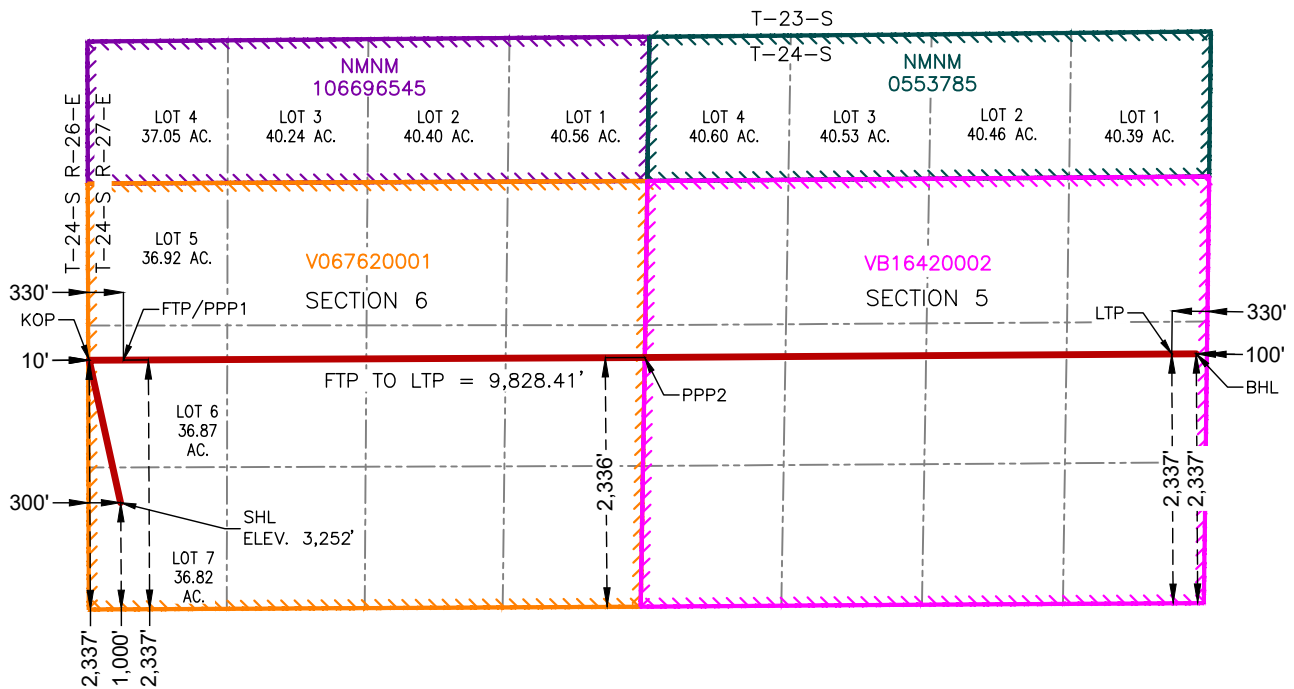 T-23-S
T-24-S
NMNM
106696545
NMNM
0553785
LOT 4
37.05 AC.
LOT 3
40.24 AC.
LOT 2
40.40 AC.
LOT 1
40.56 AC.
LOT 4
40.60 AC.
LOT 3
40.53 AC.
LOT 2
40.46 AC.
LOT 1
40.39 AC.
T-24-S R-26-E
T-24-S R-27-E
LOT 5
36.92 AC.
V067620001
SECTION 6
VB16420002
SECTION 5
330'
FTP/PPP1
KOP
LTP
330'
10'
100'
FTP TO LTP = 9,828.41'
PPP2
BHL
LOT 6
36.87
AC.
2,336'
2,337'
2,337'
300'
SHL
ELEV. 3,252'
LOT 7
36.82
AC.
2,337'
1,000'
2,337'